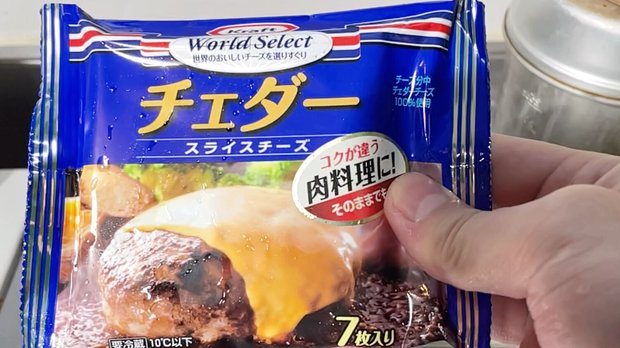 Kraft
World Select
世界のおいしいチーズを選りすぐり
チェダー
スライスチーズ
チーズ分中
チェダーチーズ
100%使用
コクが違う
肉料理に!
そのままでも
7枚入り
要冷蔵 10℃以下